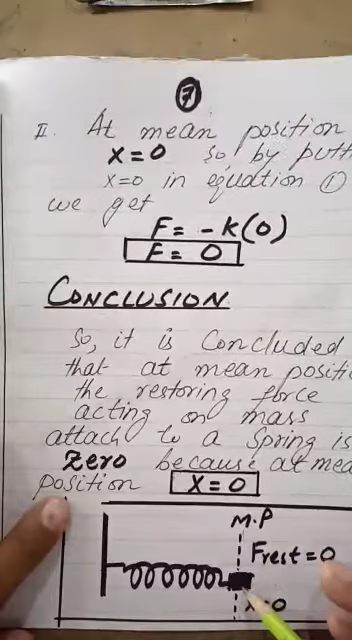 7
II. At mean position
x=0 so, by putt
x=0 in equation ①
we get
F = -k(0)
F = 0
CONCLUSION
So, it is Concluded
that at mean positi
the restoring force
acting on mass
attach to a Spring is
Zero because at mea
position x=0
M.P
Frest=0
x=0